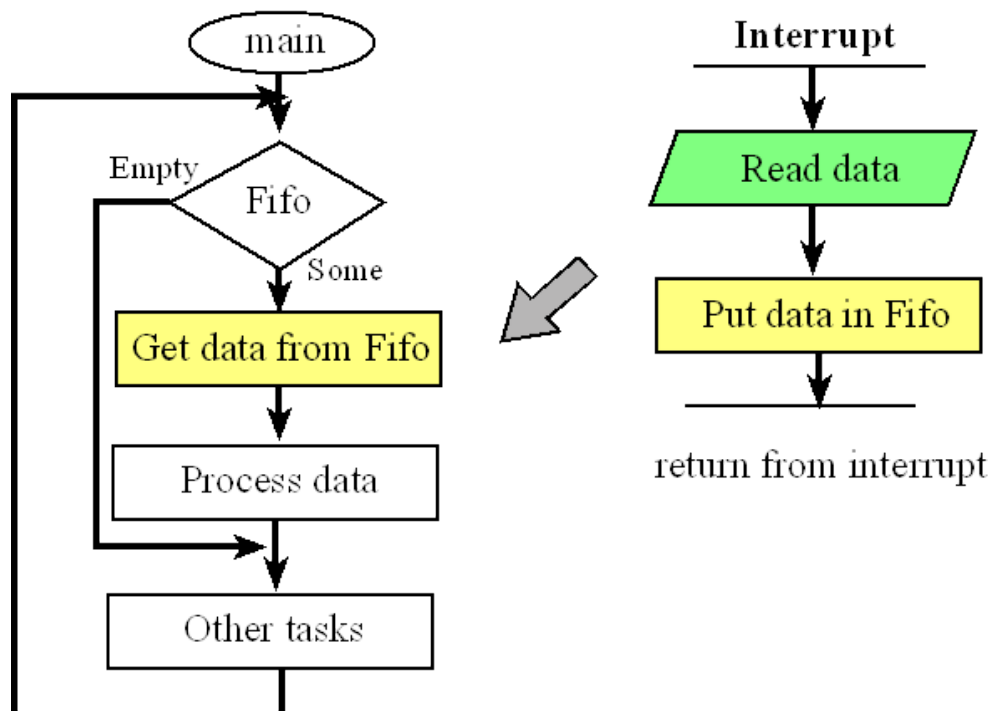 main
Empty
Fifo
Some
Get data from Fifo
Process data
Other tasks
Interrupt
Read data
Put data in Fifo
return from interrupt